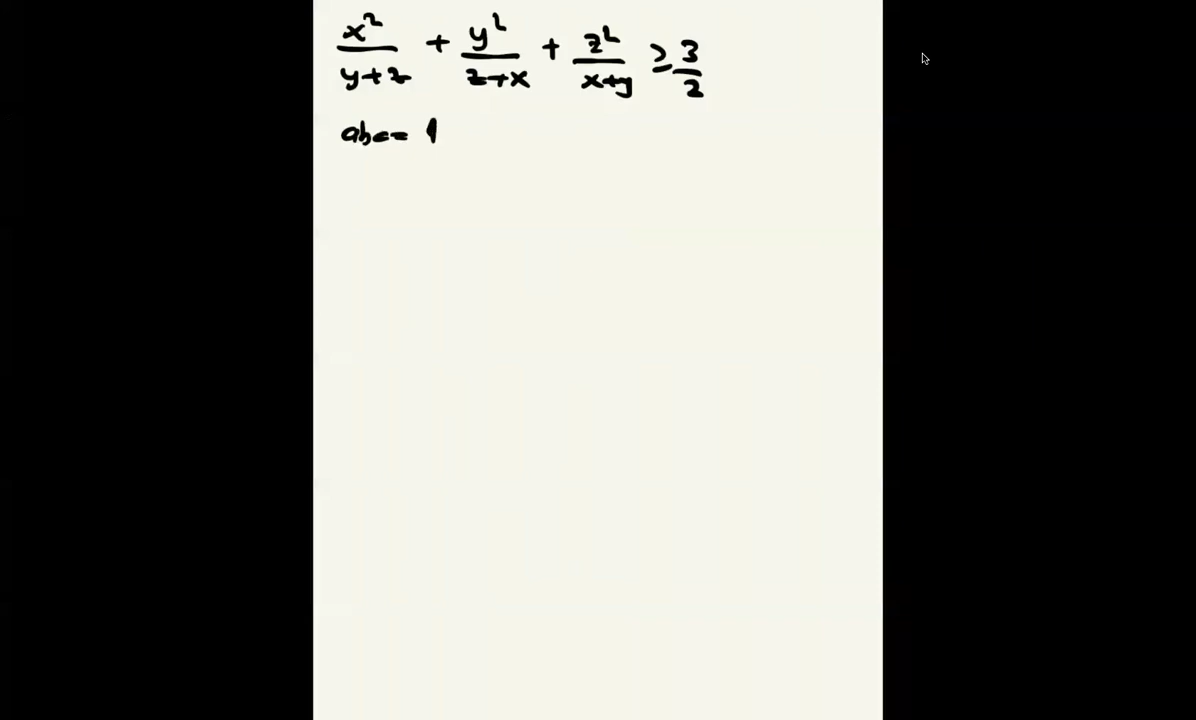 x²/(y+z) + y²/(z+x) + z²/(x+y) ≥ 3/2
abc= 1